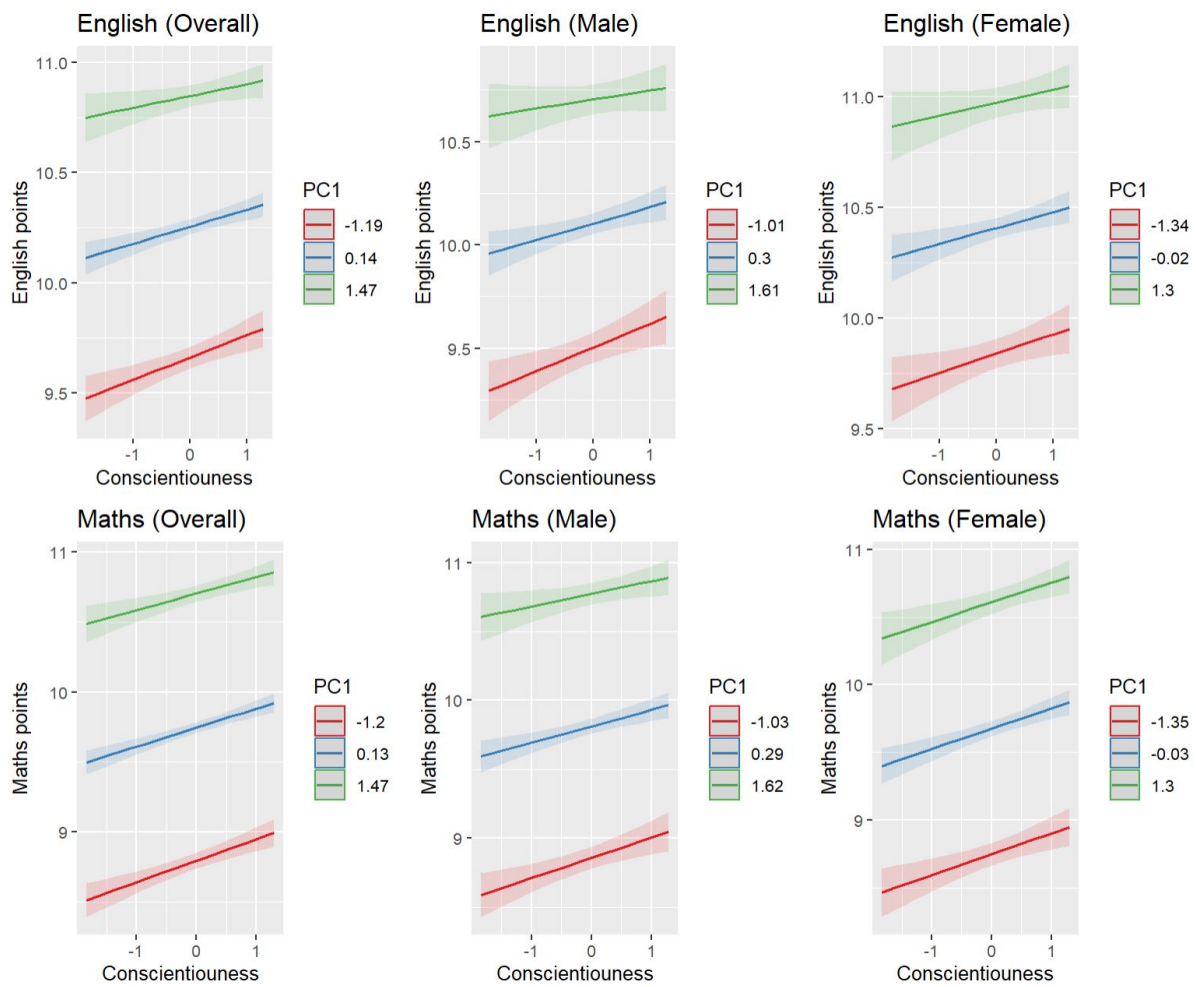 English (Overall)
11.0
10.5
10.0
9.5
English points
-1
0
1
Conscientiouness
PC1
-1.19
0.14
1.47
English (Male)
10.5
10.0
9.5
English points
-1
0
1
Conscientiouness
PC1
-1.01
0.3
1.61
English (Female)
11.0
10.5
10.0
9.5
English points
-1
0
1
Conscientiouness
PC1
-1.34
-0.02
1.3
Maths (Overall)
11
10
9
Maths points
-1
0
1
Conscientiouness
PC1
-1.2
0.13
1.47
Maths (Male)
11
10
9
Maths points
-1
0
1
Conscientiouness
PC1
-1.03
0.29
1.62
Maths (Female)
11
10
9
Maths points
-1
0
1
Conscientiouness
PC1
-1.35
-0.03
1.3